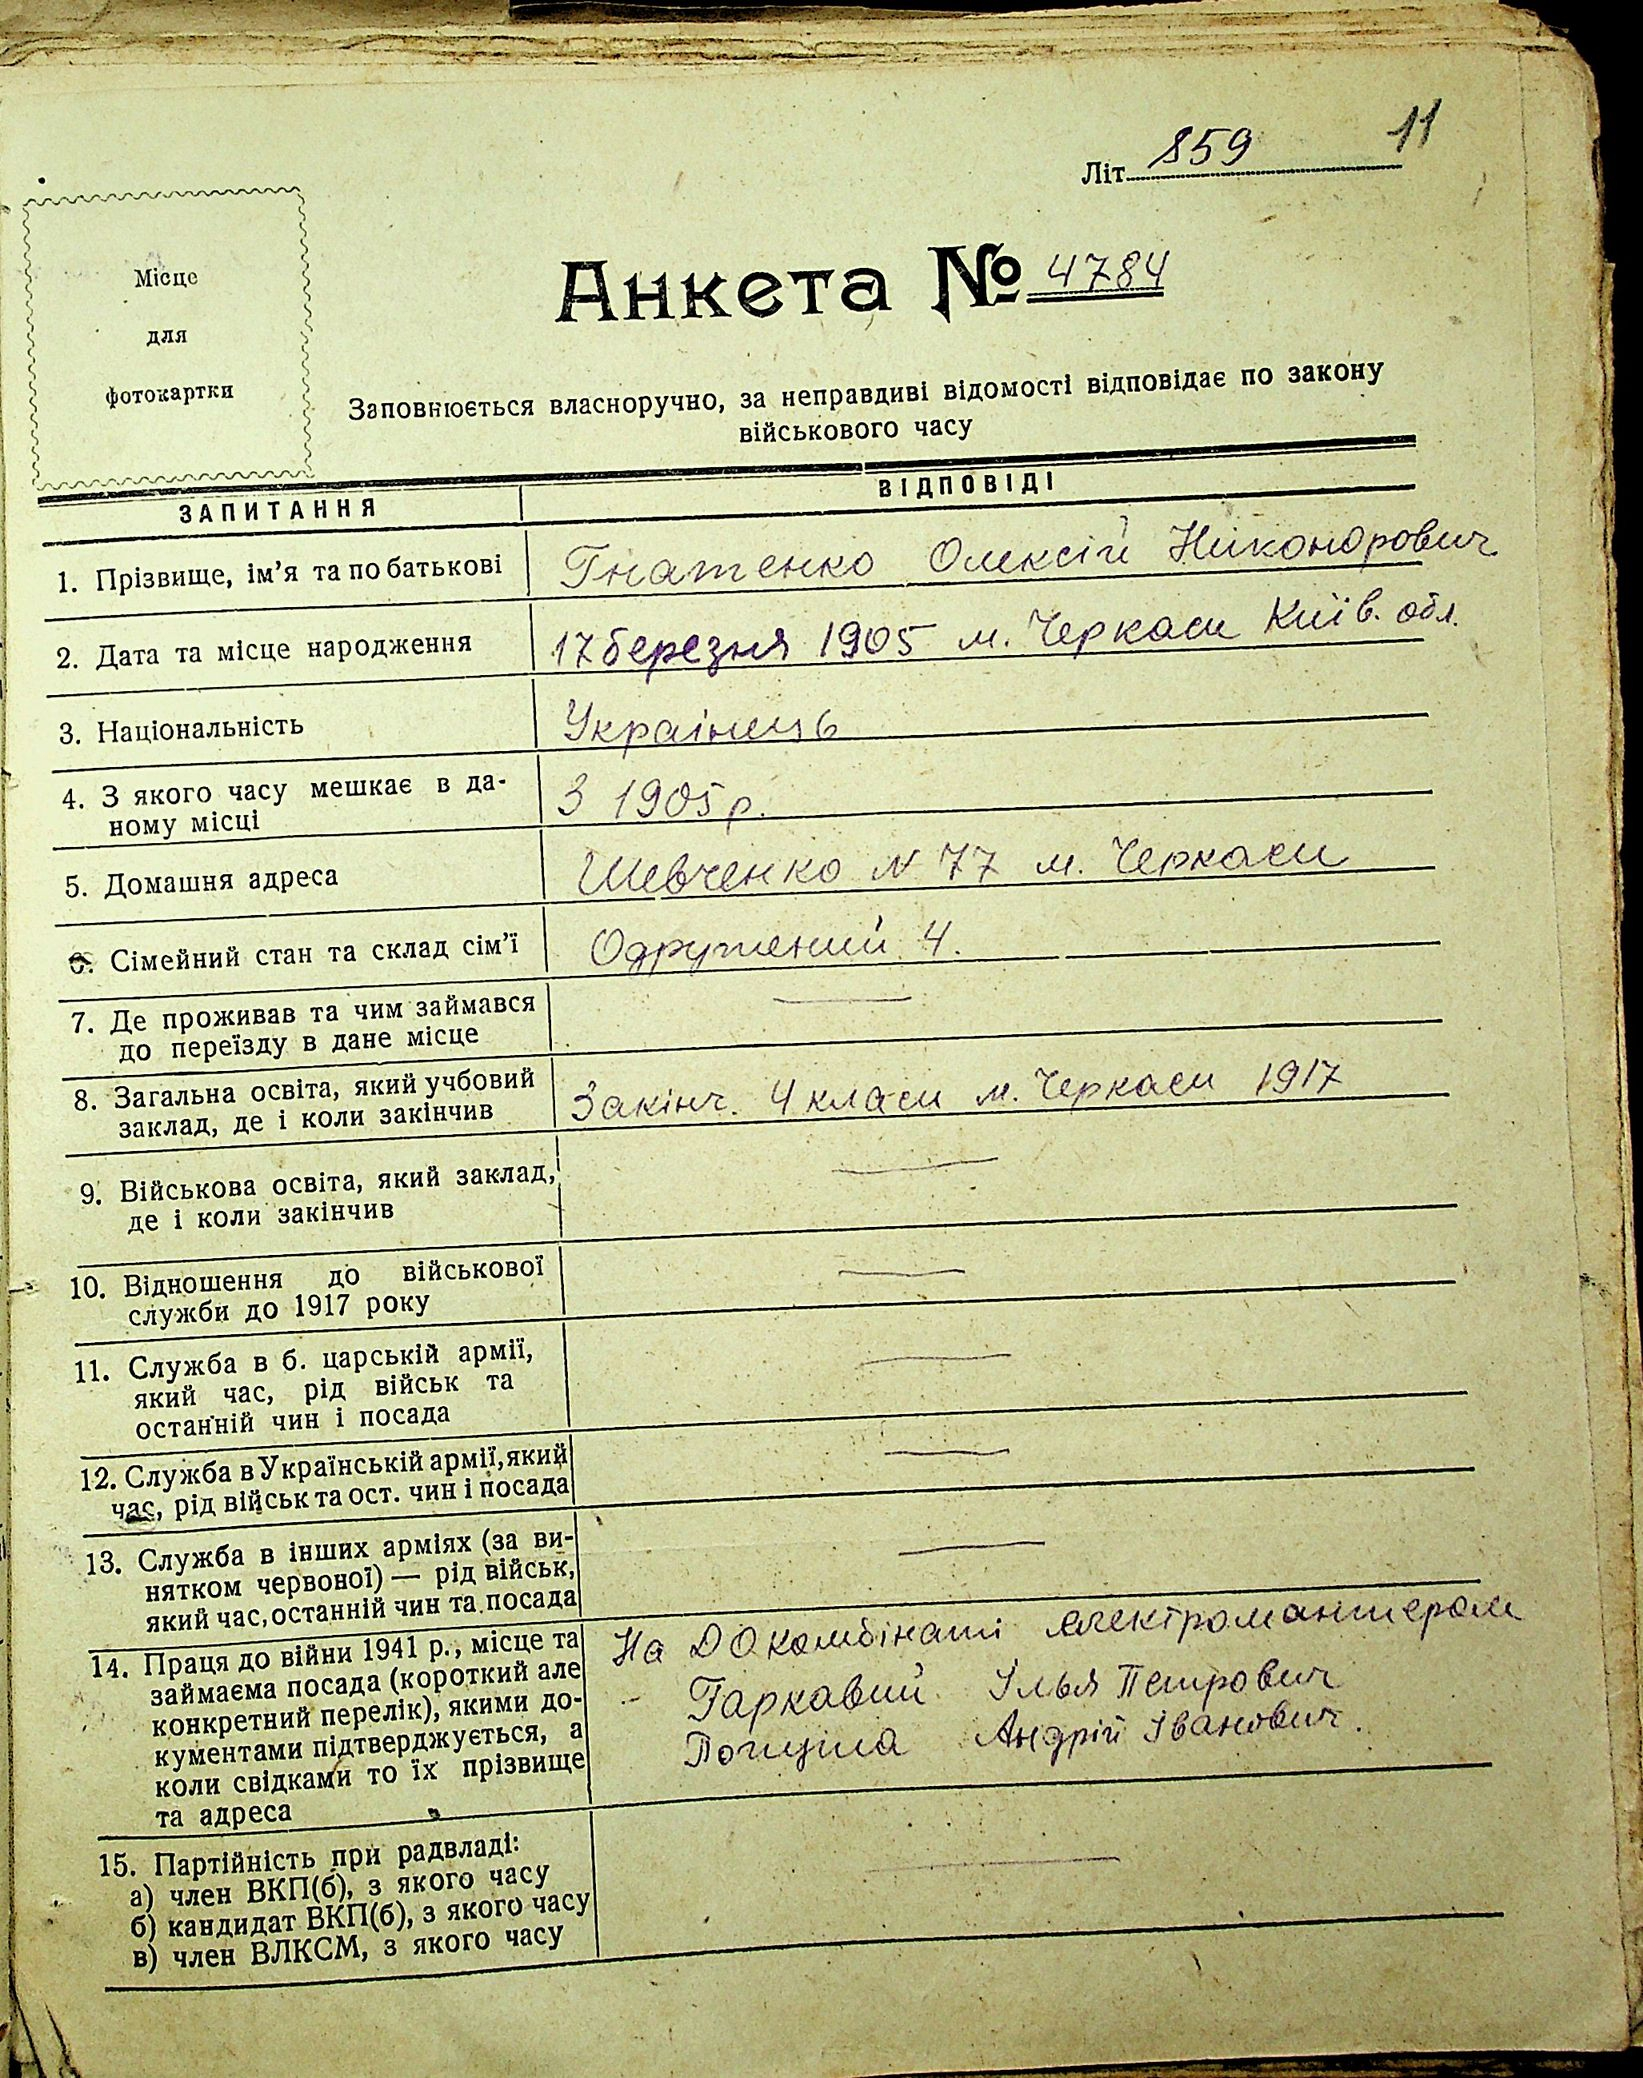 11
Літ 859
Місце
для
фотокартки
Анкета № 4784
Заповнюється власноручно, за неправдиві відомості відповідає по закону
військового часу
ЗАПИТАННЯ ВІДПОВІДІ
1. Прізвище, ім’я та по батькові Гнатенко Олексій Никонорович
2. Дата та місце народження 17 березня 1905 м. Черкаси Київ. обл.
3. Національність Украінець
4. З якого часу мешкає в да-
ному місці З 1905 р.
5. Домашня адреса Шевченко N 77 м. Черкаси
6. Сімейний стан та склад сім’ї Одружений 4.
7. Де проживав та чим займався —
до переїзду в дане місце
8. Загальна освіта, який учбовий
заклад, де і коли закінчив Закінч. 4 класи м. Черкаси 1917
9. Військова освіта, який заклад, —
де і коли закінчив
10. Відношення до військової —
служби до 1917 року
11. Служба в б. царській армії, —
який час, рід військ та
останній чин і посада
12. Служба в Українській армії, який —
час, рід військ та ост. чин і посада
13. Служба в інших арміях (за ви- —
нятком червоної) — рід військ,
який час, останній чин та посада
14. Праця до війни 1941 р., місце та На ДОкомбінаті електромантером
займаєма посада (короткий але
конкретний перелік), якими до- - Гаркавий Ілья Петрович
кументами підтверджується, а Андрій Іванович.
коли свідками то їх прізвище
та адреса
15. Партійність при радвладі:
а) член ВКП(б), з якого часу —
б) кандидат ВКП(б), з якого часу
в) член ВЛКСМ, з якого часу